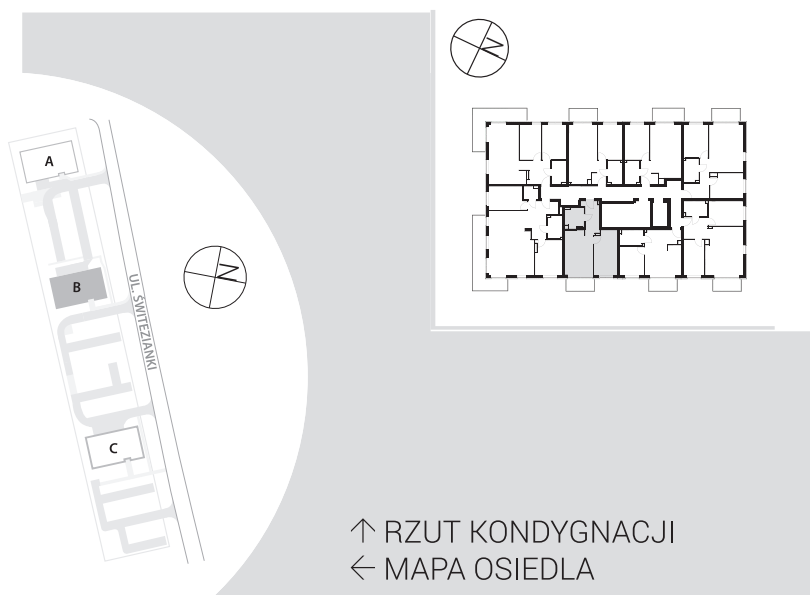 N
A
B
UL. ŚWITEZIANKI
N
C
RZUT KONDYGNACJI
MAPA OSIEDLA